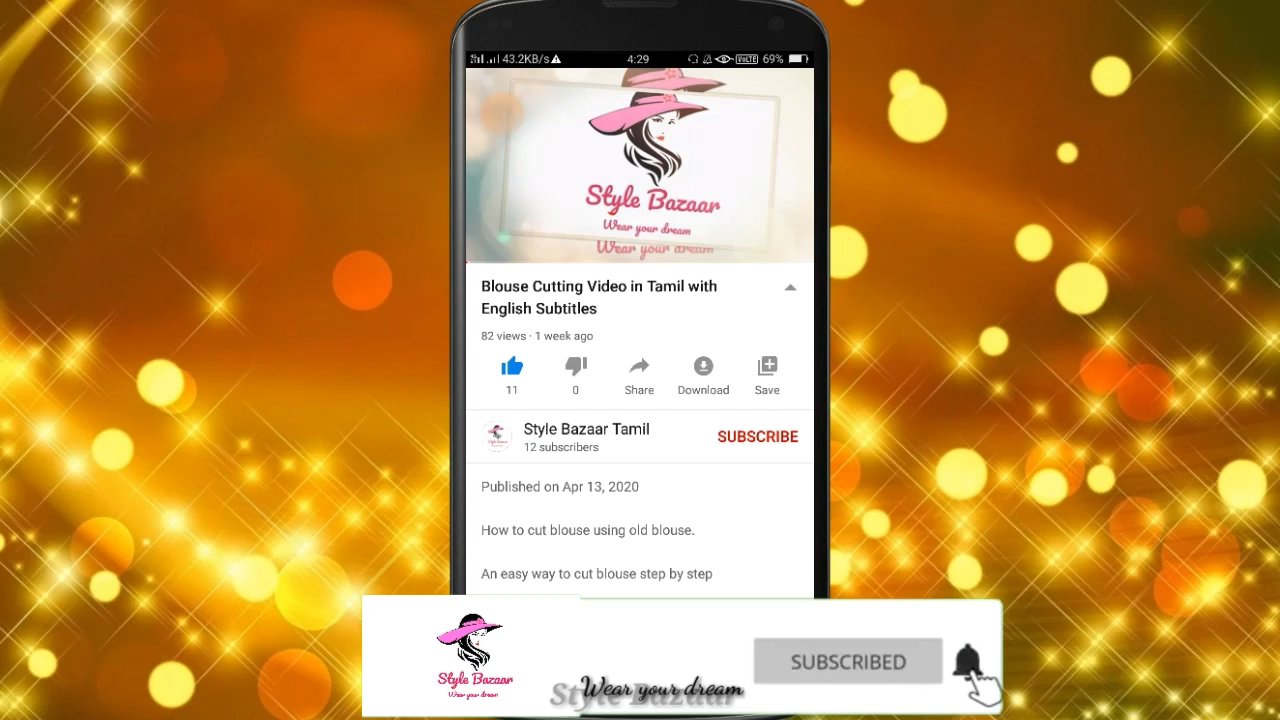 43.2KB/s 4:29 VoLTE 69%
Style Bazaar
Wear your dream
Wear your dream
Blouse Cutting Video in Tamil with
English Subtitles
82 views · 1 week ago
11 0 Share Download Save
Style Bazaar Tamil
12 subscribers
SUBSCRIBE
Published on Apr 13, 2020
How to cut blouse using old blouse.
An easy way to cut blouse step by step
Style Bazaar
Wear your dream
Style Bazaar
Wear your dream
SUBSCRIBED